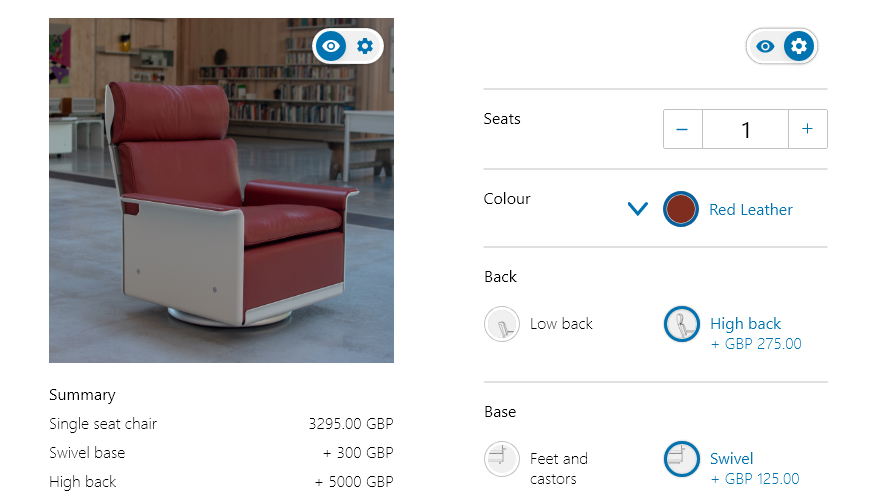 Summary
Single seat chair 3295.00 GBP
Swivel base + 300 GBP
High back + 5000 GBP
Seats − 1 +
Colour Red Leather
Back
Low back High back
+ GBP 275.00
Base
Feet and Swivel
castors + GBP 125.00